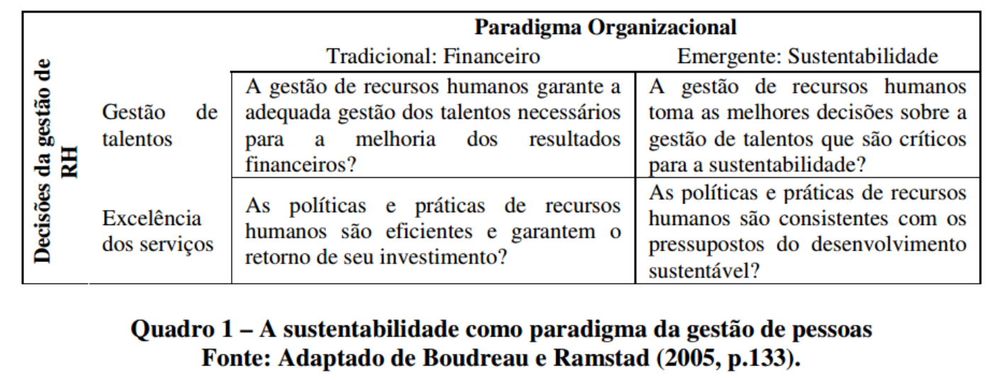 Paradigma Organizacional
Tradicional: Financeiro
Emergente: Sustentabilidade
Decisões da gestão de
RH
Gestão de
talentos
A gestão de recursos humanos garante a
adequada gestão dos talentos necessários
para a melhoria dos resultados
financeiros?
A gestão de recursos humanos
toma as melhores decisões sobre a
gestão de talentos que são críticos
para a sustentabilidade?
Excelência
dos serviços
As políticas e práticas de recursos
humanos são eficientes e garantem o
retorno de seu investimento?
As políticas e práticas de recursos
humanos são consistentes com os
pressupostos do desenvolvimento
sustentável?
Quadro 1 – A sustentabilidade como paradigma da gestão de pessoas
Fonte: Adaptado de Boudreau e Ramstad (2005, p.133).